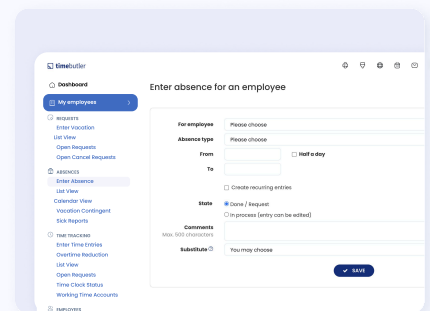 timebutler
Dashboard
Enter absence for an employee
My employees
REQUESTS
Enter Vacation
List View
Open Requests
Open Cancel Requests
ABSENCES
Enter Absence
List View
Calendar View
Vacation Contingent
Sick Reports
TIME TRACKING
Enter Time Entries
Overtime Reduction
List View
Open Requests
Time Clock Status
Working Time Accounts
EMPLOYEES
For employee Please choose
Absence type Please choose
From Half a day
To
Create recurring entries
State Done / Request
In process (entry can be edited)
Comments
Max. 500 characters
Substitute You may choose
SAVE